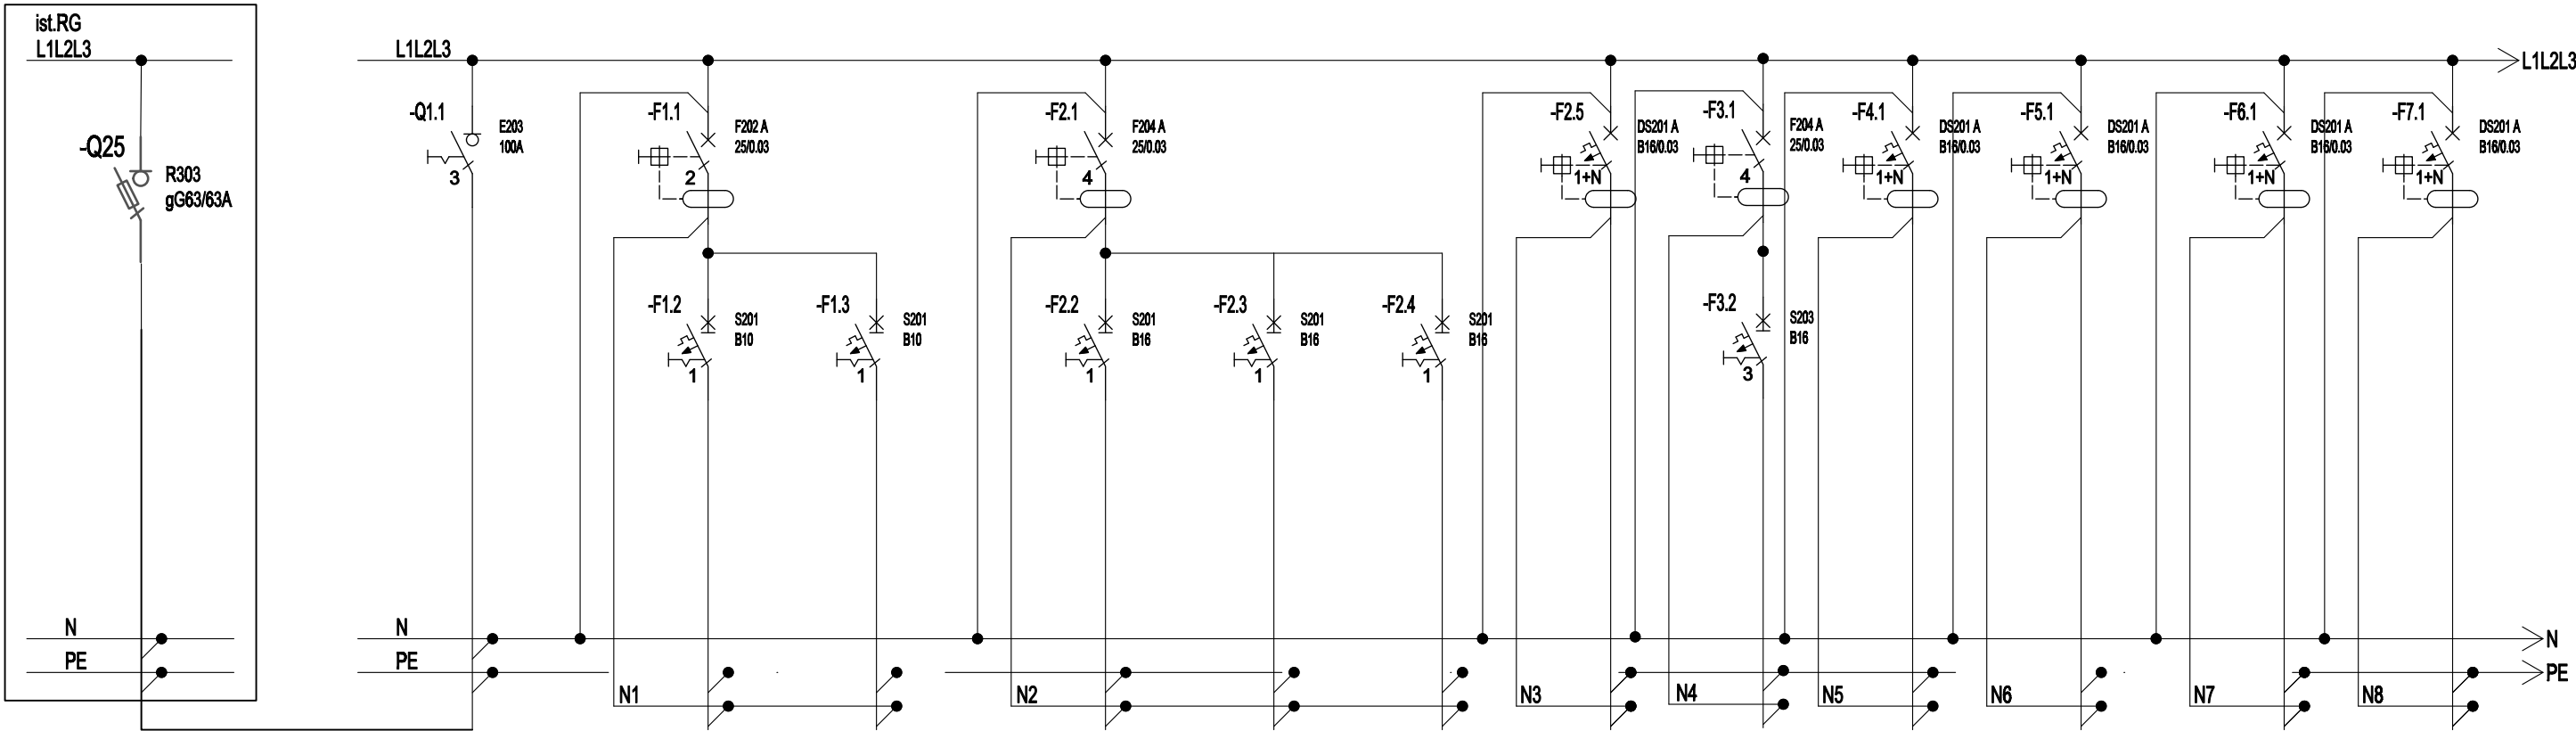 ist.RG
L1L2L3
-Q25
R303
gG63/63A
N
PE
L1L2L3
L1L2L3
-Q1.1
E203
100A
3
-F1.1
F202 A
25/0.03
2
-F2.1
F204 A
25/0.03
4
-F2.5
DS201 A
B16/0.03
1+N
-F3.1
F204 A
25/0.03
4
-F4.1
DS201 A
B16/0.03
1+N
-F5.1
DS201 A
B16/0.03
1+N
-F6.1
DS201 A
B16/0.03
1+N
-F7.1
DS201 A
B16/0.03
1+N
-F1.2
S201
B10
1
-F1.3
S201
B10
1
-F2.2
S201
B16
1
-F2.3
S201
B16
1
-F2.4
S201
B16
1
-F3.2
S203
B16
3
N
N
PE
PE
N1
N2
N3
N4
N5
N6
N7
N8